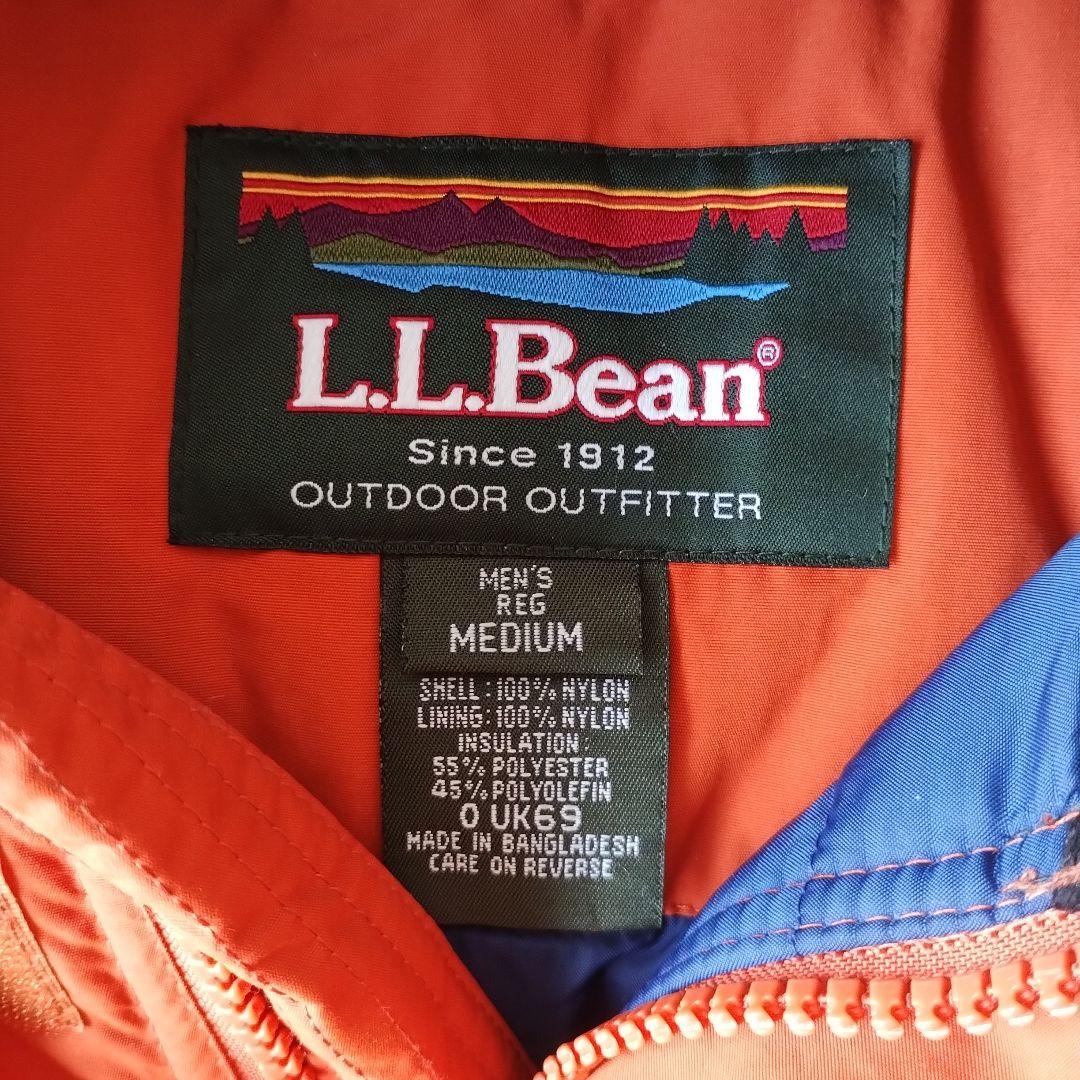 L.L.Bean®
Since 1912
OUTDOOR OUTFITTER
MEN'S
REG
MEDIUM
SHELL: 100% NYLON
LINING: 100% NYLON
INSULATION:
55% POLYESTER
45% POLYOLEFIN
0 UK69
MADE IN BANGLADESH
CARE ON REVERSE